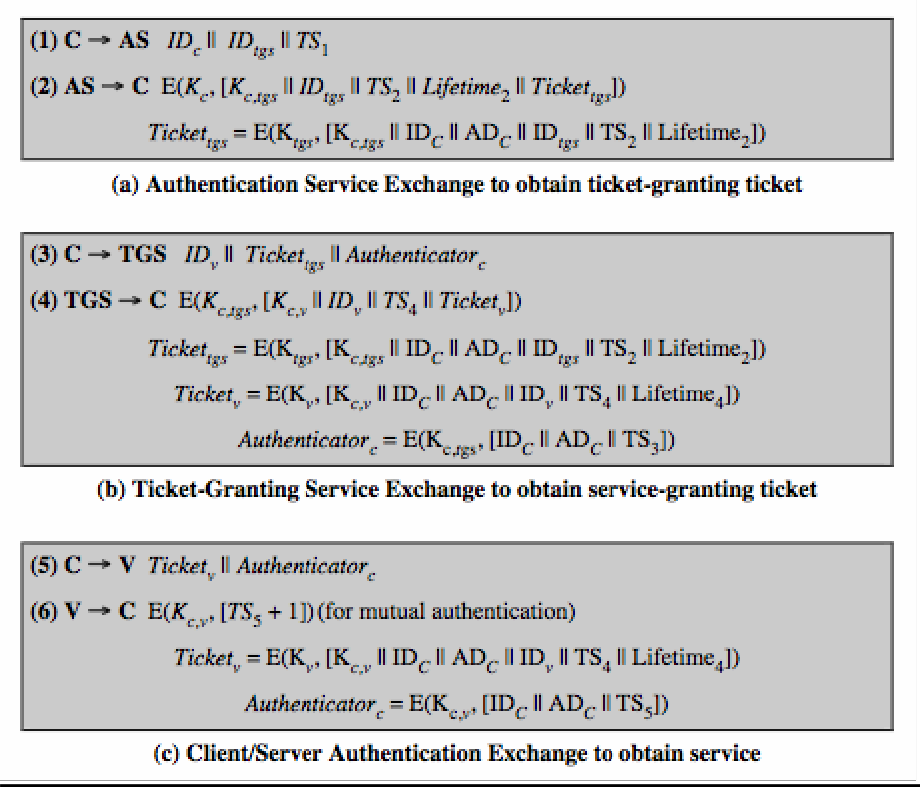 (1) C → AS ID_c || ID_tgs || TS_1
(2) AS → C E(K_c, [K_c,tgs || ID_tgs || TS_2 || Lifetime_2 || Ticket_tgs])
Ticket_tgs = E(K_tgs, [K_c,tgs || ID_C || AD_C || ID_tgs || TS_2 || Lifetime_2])
(a) Authentication Service Exchange to obtain ticket-granting ticket
(3) C → TGS ID_v || Ticket_tgs || Authenticator_c
(4) TGS → C E(K_c,tgs, [K_c,v || ID_v || TS_4 || Ticket_v])
Ticket_tgs = E(K_tgs, [K_c,tgs || ID_C || AD_C || ID_tgs || TS_2 || Lifetime_2])
Ticket_v = E(K_v, [K_c,v || ID_C || AD_C || ID_v || TS_4 || Lifetime_4])
Authenticator_c = E(K_c,tgs, [ID_C || AD_C || TS_3])
(b) Ticket-Granting Service Exchange to obtain service-granting ticket
(5) C → V Ticket_v || Authenticator_c
(6) V → C E(K_c,v, [TS_5 + 1]) (for mutual authentication)
Ticket_v = E(K_v, [K_c,v || ID_C || AD_C || ID_v || TS_4 || Lifetime_4])
Authenticator_c = E(K_c,v, [ID_C || AD_C || TS_5])
(c) Client/Server Authentication Exchange to obtain service